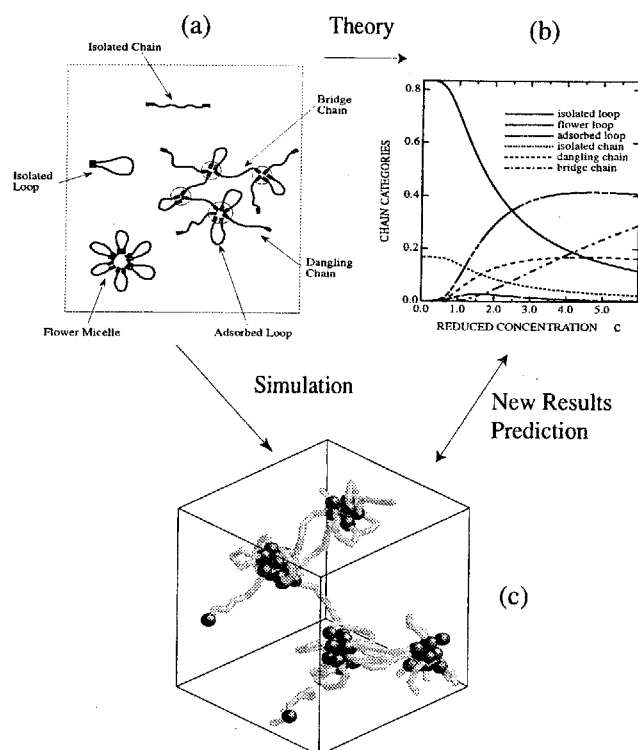 (a)
Theory
(b)
Isolated Chain
Bridge
Chain
Isolated
Loop
Dangling
Chain
Flower Micelle
Adsorbed Loop
CHAIN CATEGORIES
0.8
0.6
0.4
0.2
0.0
isolated loop
flower loop
adsorbed loop
isolated chain
dangling chain
bridge chain
0.0 1.0 2.0 3.0 4.0 5.0
REDUCED CONCENTRATION c
Simulation
New Results
Prediction
(c)